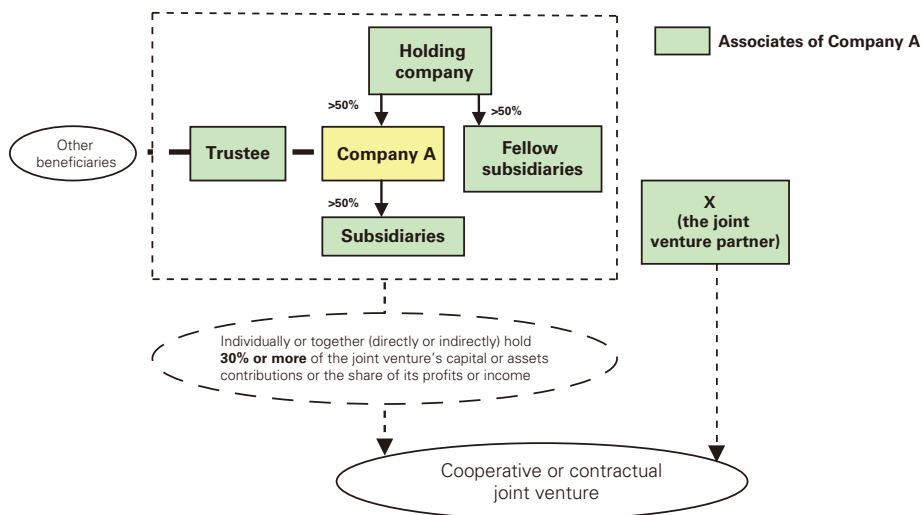 Holding
company
Associates of Company A
>50%
>50%
Other
beneficiaries
Trustee
Company A
Fellow
subsidiaries
>50%
Subsidiaries
X
(the joint
venture partner)
Individually or together (directly or indirectly) hold
30% or more of the joint venture's capital or assets
contributions or the share of its profits or income
Cooperative or contractual
joint venture